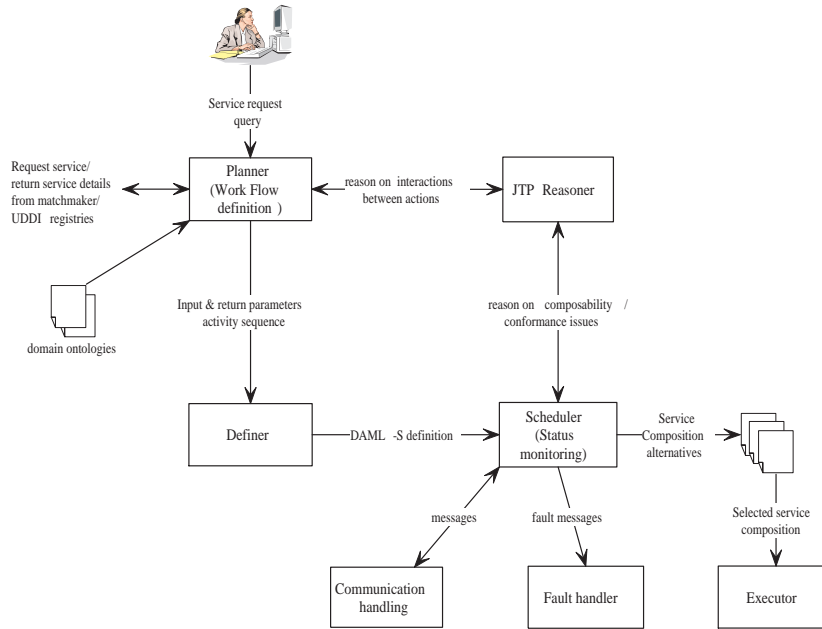 Service request
query
Request service/
return service details
from matchmaker/
UDDI registries
Planner
(Work Flow
definition )
reason on interactions
between actions
JTP Reasoner
domain ontologies
Input & return parameters
activity sequence
reason on composability /
conformance issues
Definer
DAML -S definition
Scheduler
(Status
monitoring)
Service
Composition
alternatives
messages
fault messages
Selected service
composition
Communication
handling
Fault handler
Executor